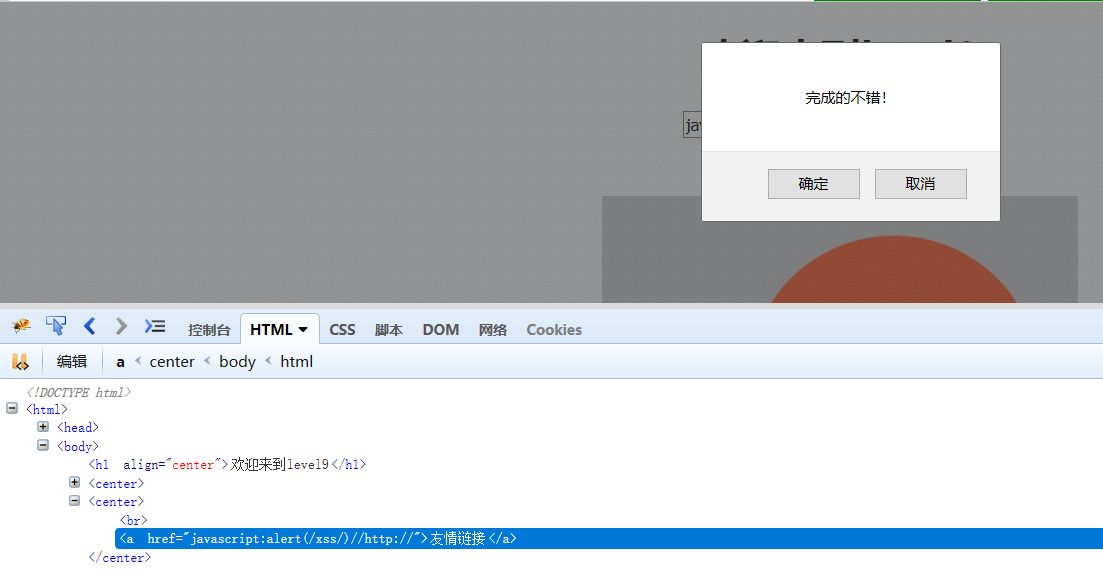 完成的不错!
jav
确定 取消
控制台 HTML CSS 脚本 DOM 网络 Cookies
编辑 a < center < body < html
<!DOCTYPE html>
<html>
<head>
<body>
<h1 align="center">欢迎来到level9</h1>
<center>
<center>
<br>
<a href="javascript:alert(/xss/)//http://">友情链接</a>
</center>